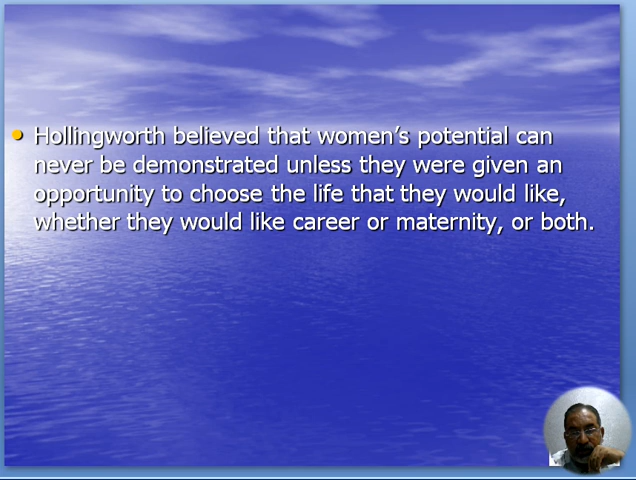 Hollingworth believed that women's potential can
never be demonstrated unless they were given an
opportunity to choose the life that they would like,
whether they would like career or maternity, or both.